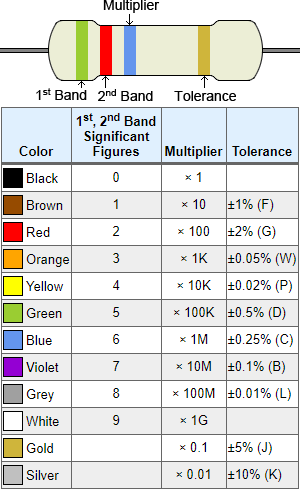 Multiplier
1st Band
2nd Band
Tolerance
Color
1st, 2nd Band
Significant
Figures
Multiplier
Tolerance
Black 0 × 1
Brown 1 × 10 ±1% (F)
Red 2 × 100 ±2% (G)
Orange 3 × 1K ±0.05% (W)
Yellow 4 × 10K ±0.02% (P)
Green 5 × 100K ±0.5% (D)
Blue 6 × 1M ±0.25% (C)
Violet 7 × 10M ±0.1% (B)
Grey 8 × 100M ±0.01% (L)
White 9 × 1G
Gold × 0.1 ±5% (J)
Silver × 0.01 ±10% (K)